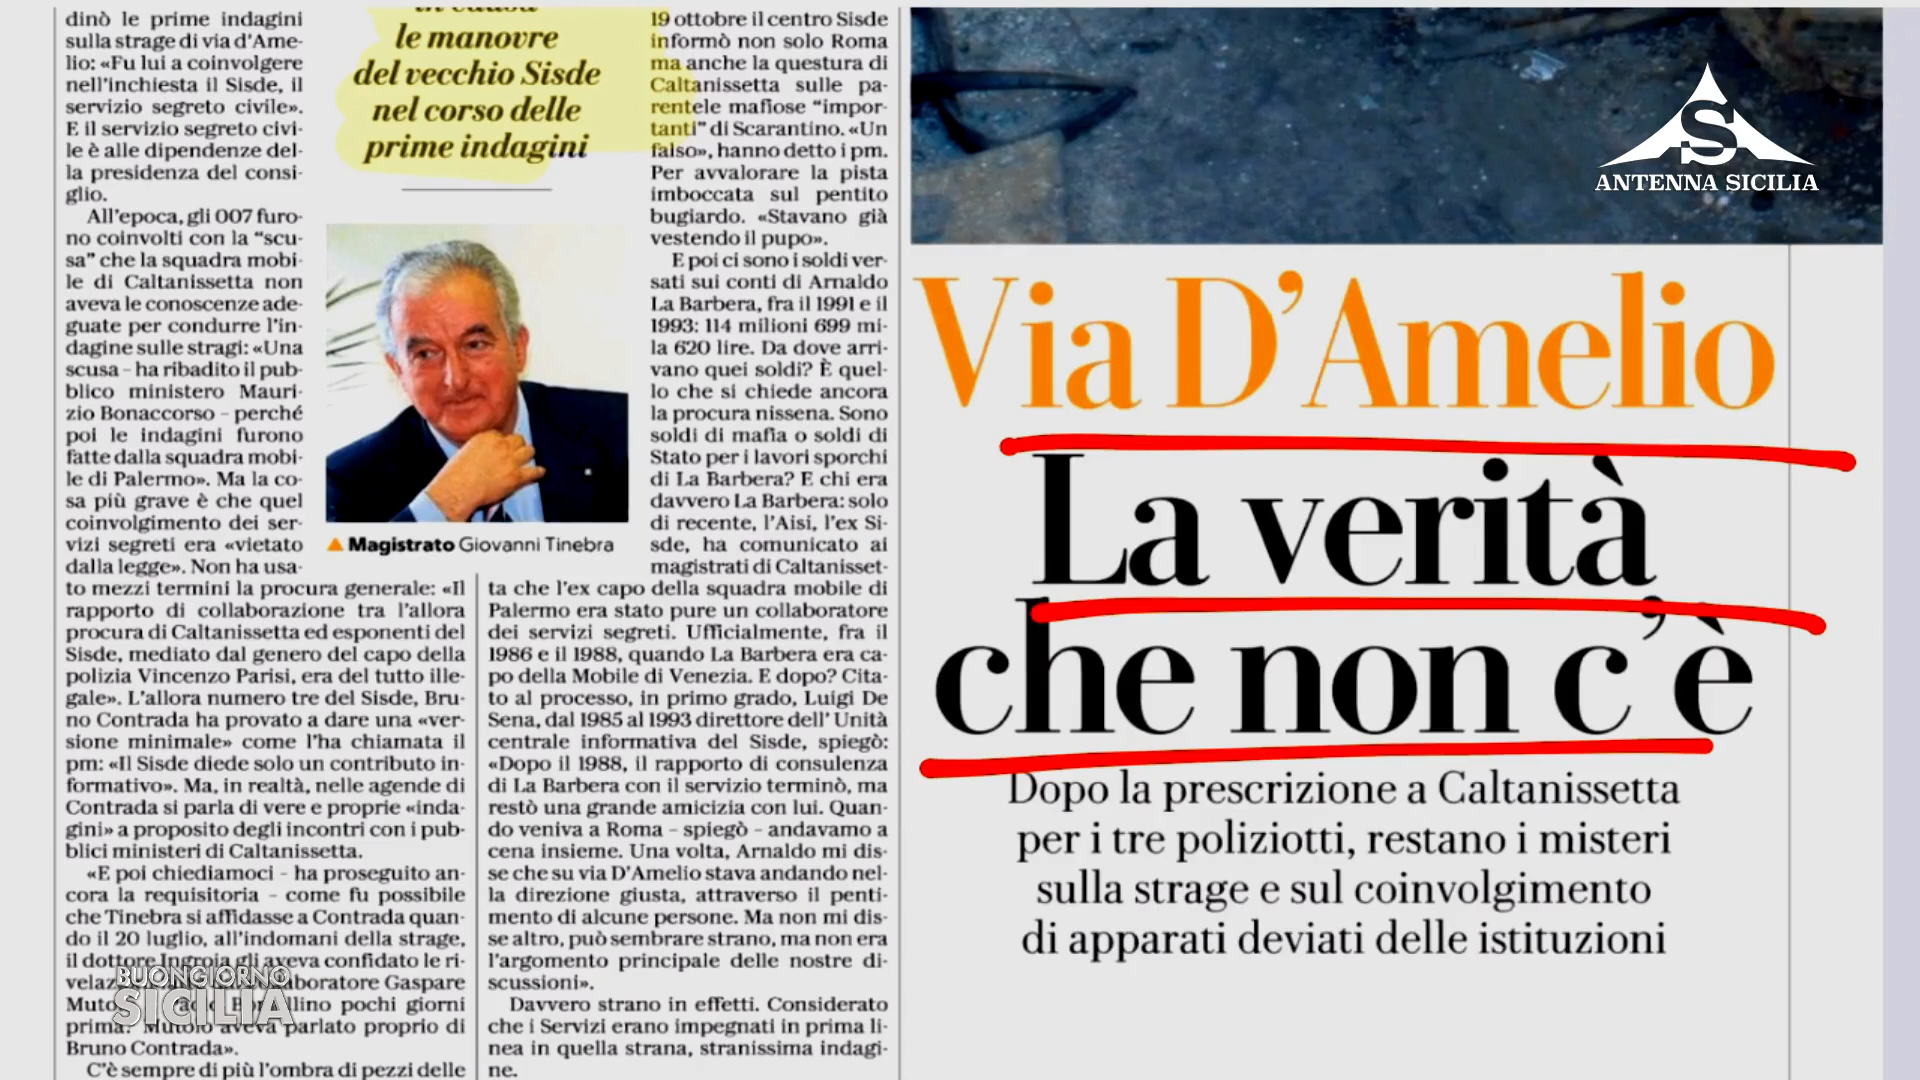 dinò le prime indagini
sulla strage di via d'Ame-
lio: «Fu lui a coinvolgere
nell'inchiesta il Sisde, il
servizio segreto civile».
E il servizio segreto civi-
le è alle dipendenze del-
la presidenza del consi-
glio.
All'epoca, gli 007 furo-
no coinvolti con la "scu-
sa" che la squadra mobi-
le di Caltanissetta non
aveva le conoscenze ade-
guate per condurre l'in-
dagine sulle stragi: «Una
scusa - ha ribadito il pub-
blico ministero Mauri-
zio Bonaccorso - perché
poi le indagini furono
fatte dalla squadra mobi-
le di Palermo». Ma la co-
sa più grave è che quel
coinvolgimento dei ser-
vizi segreti era «vietato
dalla legge». Non ha usa-
to mezzi termini la procura generale: «Il
rapporto di collaborazione tra l'allora
procura di Caltanissetta ed esponenti del
Sisde, mediato dal genero del capo della
polizia Vincenzo Parisi, era del tutto ille-
gale». L'allora numero tre del Sisde, Bru-
no Contrada ha provato a dare una «ver-
sione minimale» come l'ha chiamata il
pm: «Il Sisde diede solo un contributo in-
formativo». Ma, in realtà, nelle agende di
Contrada si parla di vere e proprie «inda-
gini» a proposito degli incontri con i pub-
blici ministeri di Caltanissetta.
«E poi chiediamoci - ha proseguito an-
cora la requisitoria - come fu possibile
che Tinebra si affidasse a Contrada quan-
do il 20 luglio, all'indomani della strage,
il dottore Ingroia gli aveva confidato le ri-
Gaspare
pochi giorni
prima? Mutolo aveva parlato proprio di
Bruno Contrada».
C'è sempre di più l'ombra di pezzi delle
in causa
le manovre
del vecchio Sisde
nel corso delle
prime indagini
Magistrato Giovanni Tinebra
19 ottobre il centro Sisde
informò non solo Roma
ma anche la questura di
Caltanissetta sulle pa-
rentele mafiose "impor-
tanti" di Scarantino. «Un
falso», hanno detto i pm.
Per avvalorare la pista
imboccata sul pentito
bugiardo. «Stavano già
vestendo il pupo».
E poi ci sono i soldi ver-
sati sui conti di Arnaldo
La Barbera, fra il 1991 e il
1993: 114 milioni 699 mi-
la 620 lire. Da dove arri-
vano quei soldi? È quel-
lo che si chiede ancora
la procura nissena. Sono
soldi di mafia o soldi di
Stato per i lavori sporchi
di La Barbera? E chi era
davvero La Barbera: solo
di recente, l'Aisi, l'ex Si-
sde, ha comunicato ai
magistrati di Caltanisset-
ta che l'ex capo della squadra mobile di
Palermo era stato pure un collaboratore
dei servizi segreti. Ufficialmente, fra il
1986 e il 1988, quando La Barbera era ca-
po della Mobile di Venezia. E dopo? Cita-
to al processo, in primo grado, Luigi De
Sena, dal 1985 al 1993 direttore dell' Unità
centrale informativa del Sisde, spiegò:
«Dopo il 1988, il rapporto di consulenza
di La Barbera con il servizio terminò, ma
restò una grande amicizia con lui. Quan-
do veniva a Roma - spiegò - andavamo a
cena insieme. Una volta, Arnaldo mi dis-
se che su via D'Amelio stava andando nel-
la direzione giusta, attraverso il penti-
mento di alcune persone. Ma non mi dis-
se altro, può sembrare strano, ma non era
l'argomento principale delle nostre di-
scussioni».
Davvero strano in effetti. Considerato
che i Servizi erano impegnati in prima li-
nea in quella strana, stranissima indagi-
ne.
ANTENNA SICILIA
Via D'Amelio
La verità
che non c'è
Dopo la prescrizione a Caltanissetta
per i tre poliziotti, restano i misteri
sulla strage e sul coinvolgimento
di apparati deviati delle istituzioni
BUONGIORNO
SICILIA